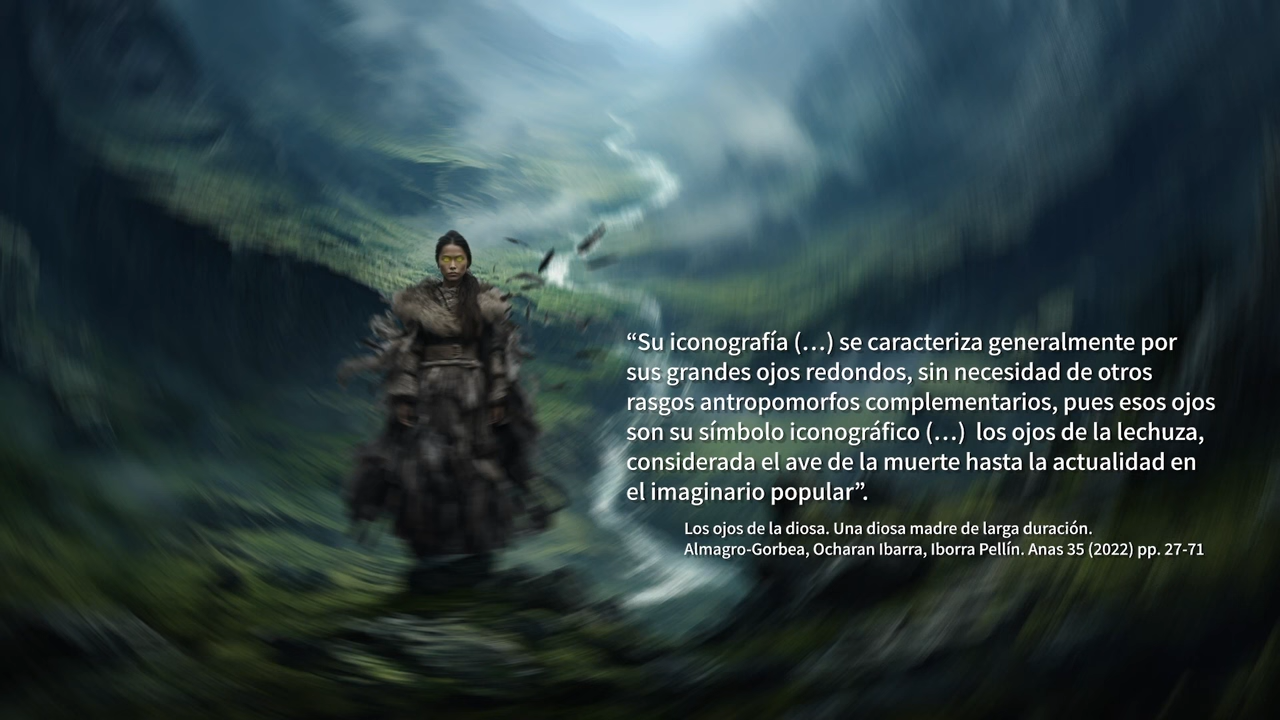 “Su iconografía (…) se caracteriza generalmente por
sus grandes ojos redondos, sin necesidad de otros
rasgos antropomorfos complementarios, pues esos ojos
son su símbolo iconográfico (…)  los ojos de la lechuza,
considerada el ave de la muerte hasta la actualidad en
el imaginario popular”.
Los ojos de la diosa. Una diosa madre de larga duración.
Almagro-Gorbea, Ocharan Ibarra, Iborra Pellín. Anas 35 (2022) pp. 27-71